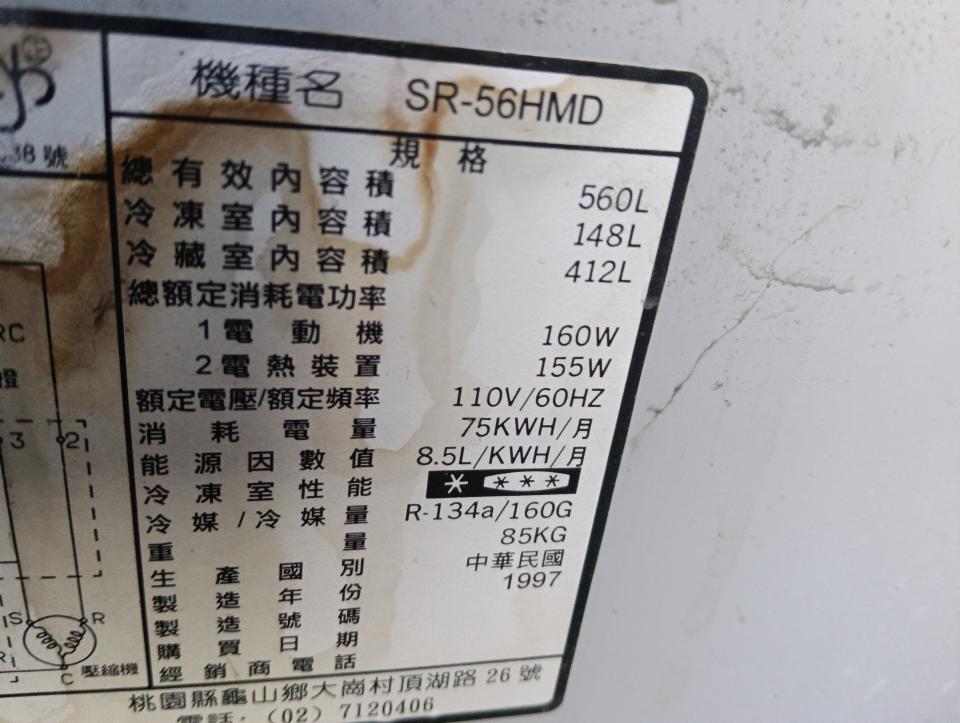 機種名 SR-56HMD
38 號
規格
總有效內容積 560L
冷凍室內容積 148L
冷藏室內容積 412L
總額定消耗電功率
1電動機 160W
2電熱裝置 155W
額定電壓/額定頻率 110V/60HZ
消耗電量 75KWH/月
能源因數值 8.5L/KWH/月
冷凍室性能 * ***
冷媒/冷媒量 R-134a/160G
重量 85KG
生產國別 中華民國
製造年份 1997
製造號碼
購買日期
經銷商電話
RC
燈
3 2
S R
C 壓縮機
桃園縣龜山鄉大崗村頂湖路26號
電話:(02) 7120406